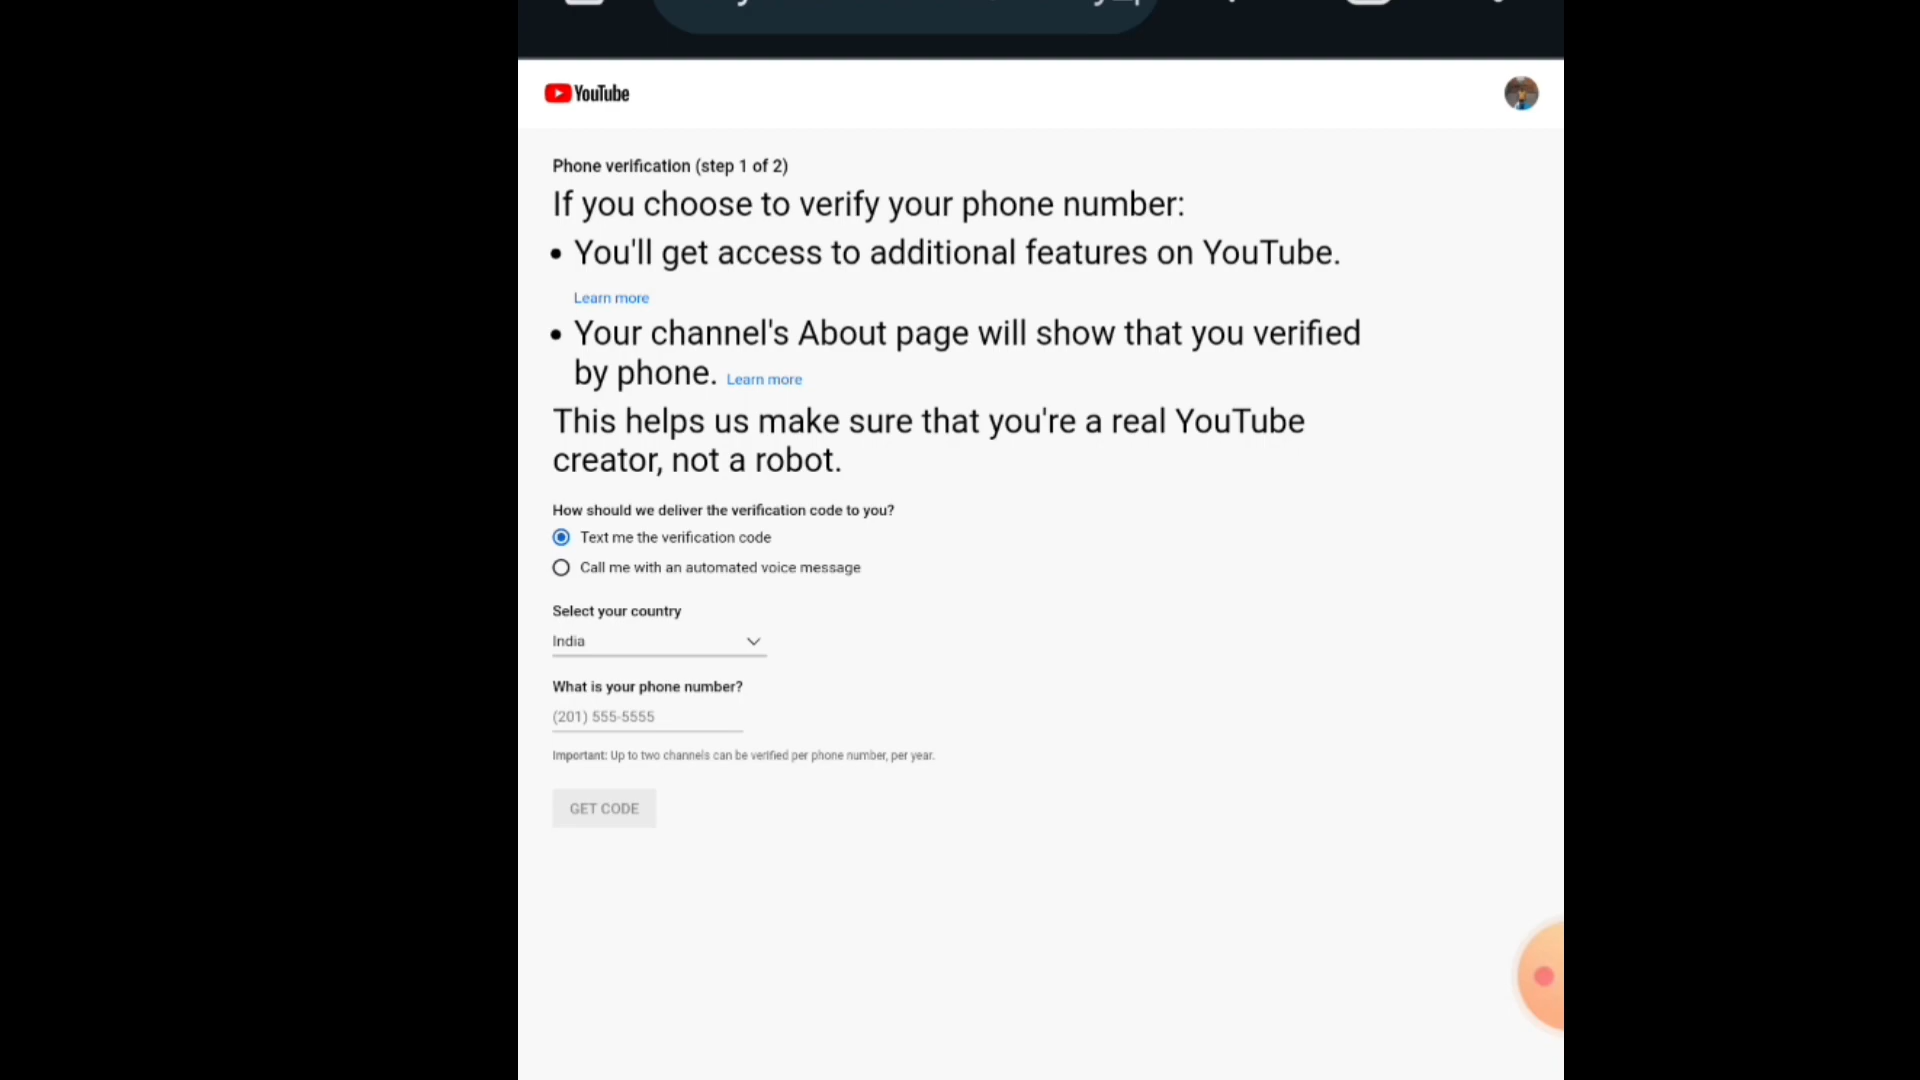 YouTube
Phone verification (step 1 of 2)
If you choose to verify your phone number:
• You'll get access to additional features on YouTube.
Learn more
• Your channel's About page will show that you verified
by phone. Learn more
This helps us make sure that you're a real YouTube
creator, not a robot.
How should we deliver the verification code to you?
Text me the verification code
Call me with an automated voice message
Select your country
India
What is your phone number?
(201) 555-5555
Important: Up to two channels can be verified per phone number, per year.
GET CODE